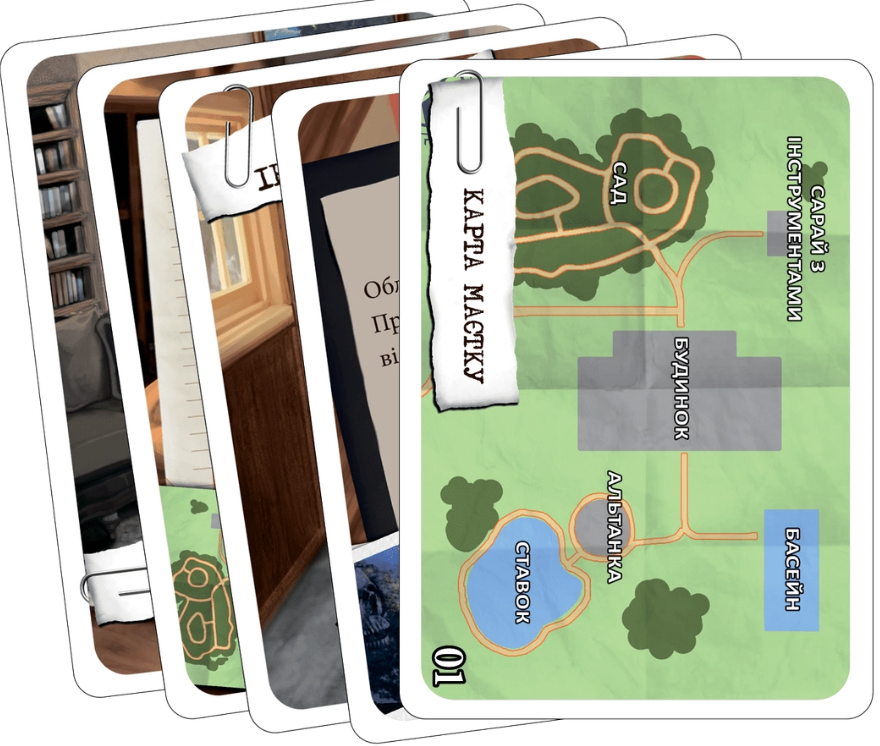 КАРТА МАЄТКУ
САРАЙ З
ІНСТРУМЕНТАМИ
САД
БУДИНОК
АЛЬТАНКА
БАСЕЙН
СТАВОК
01